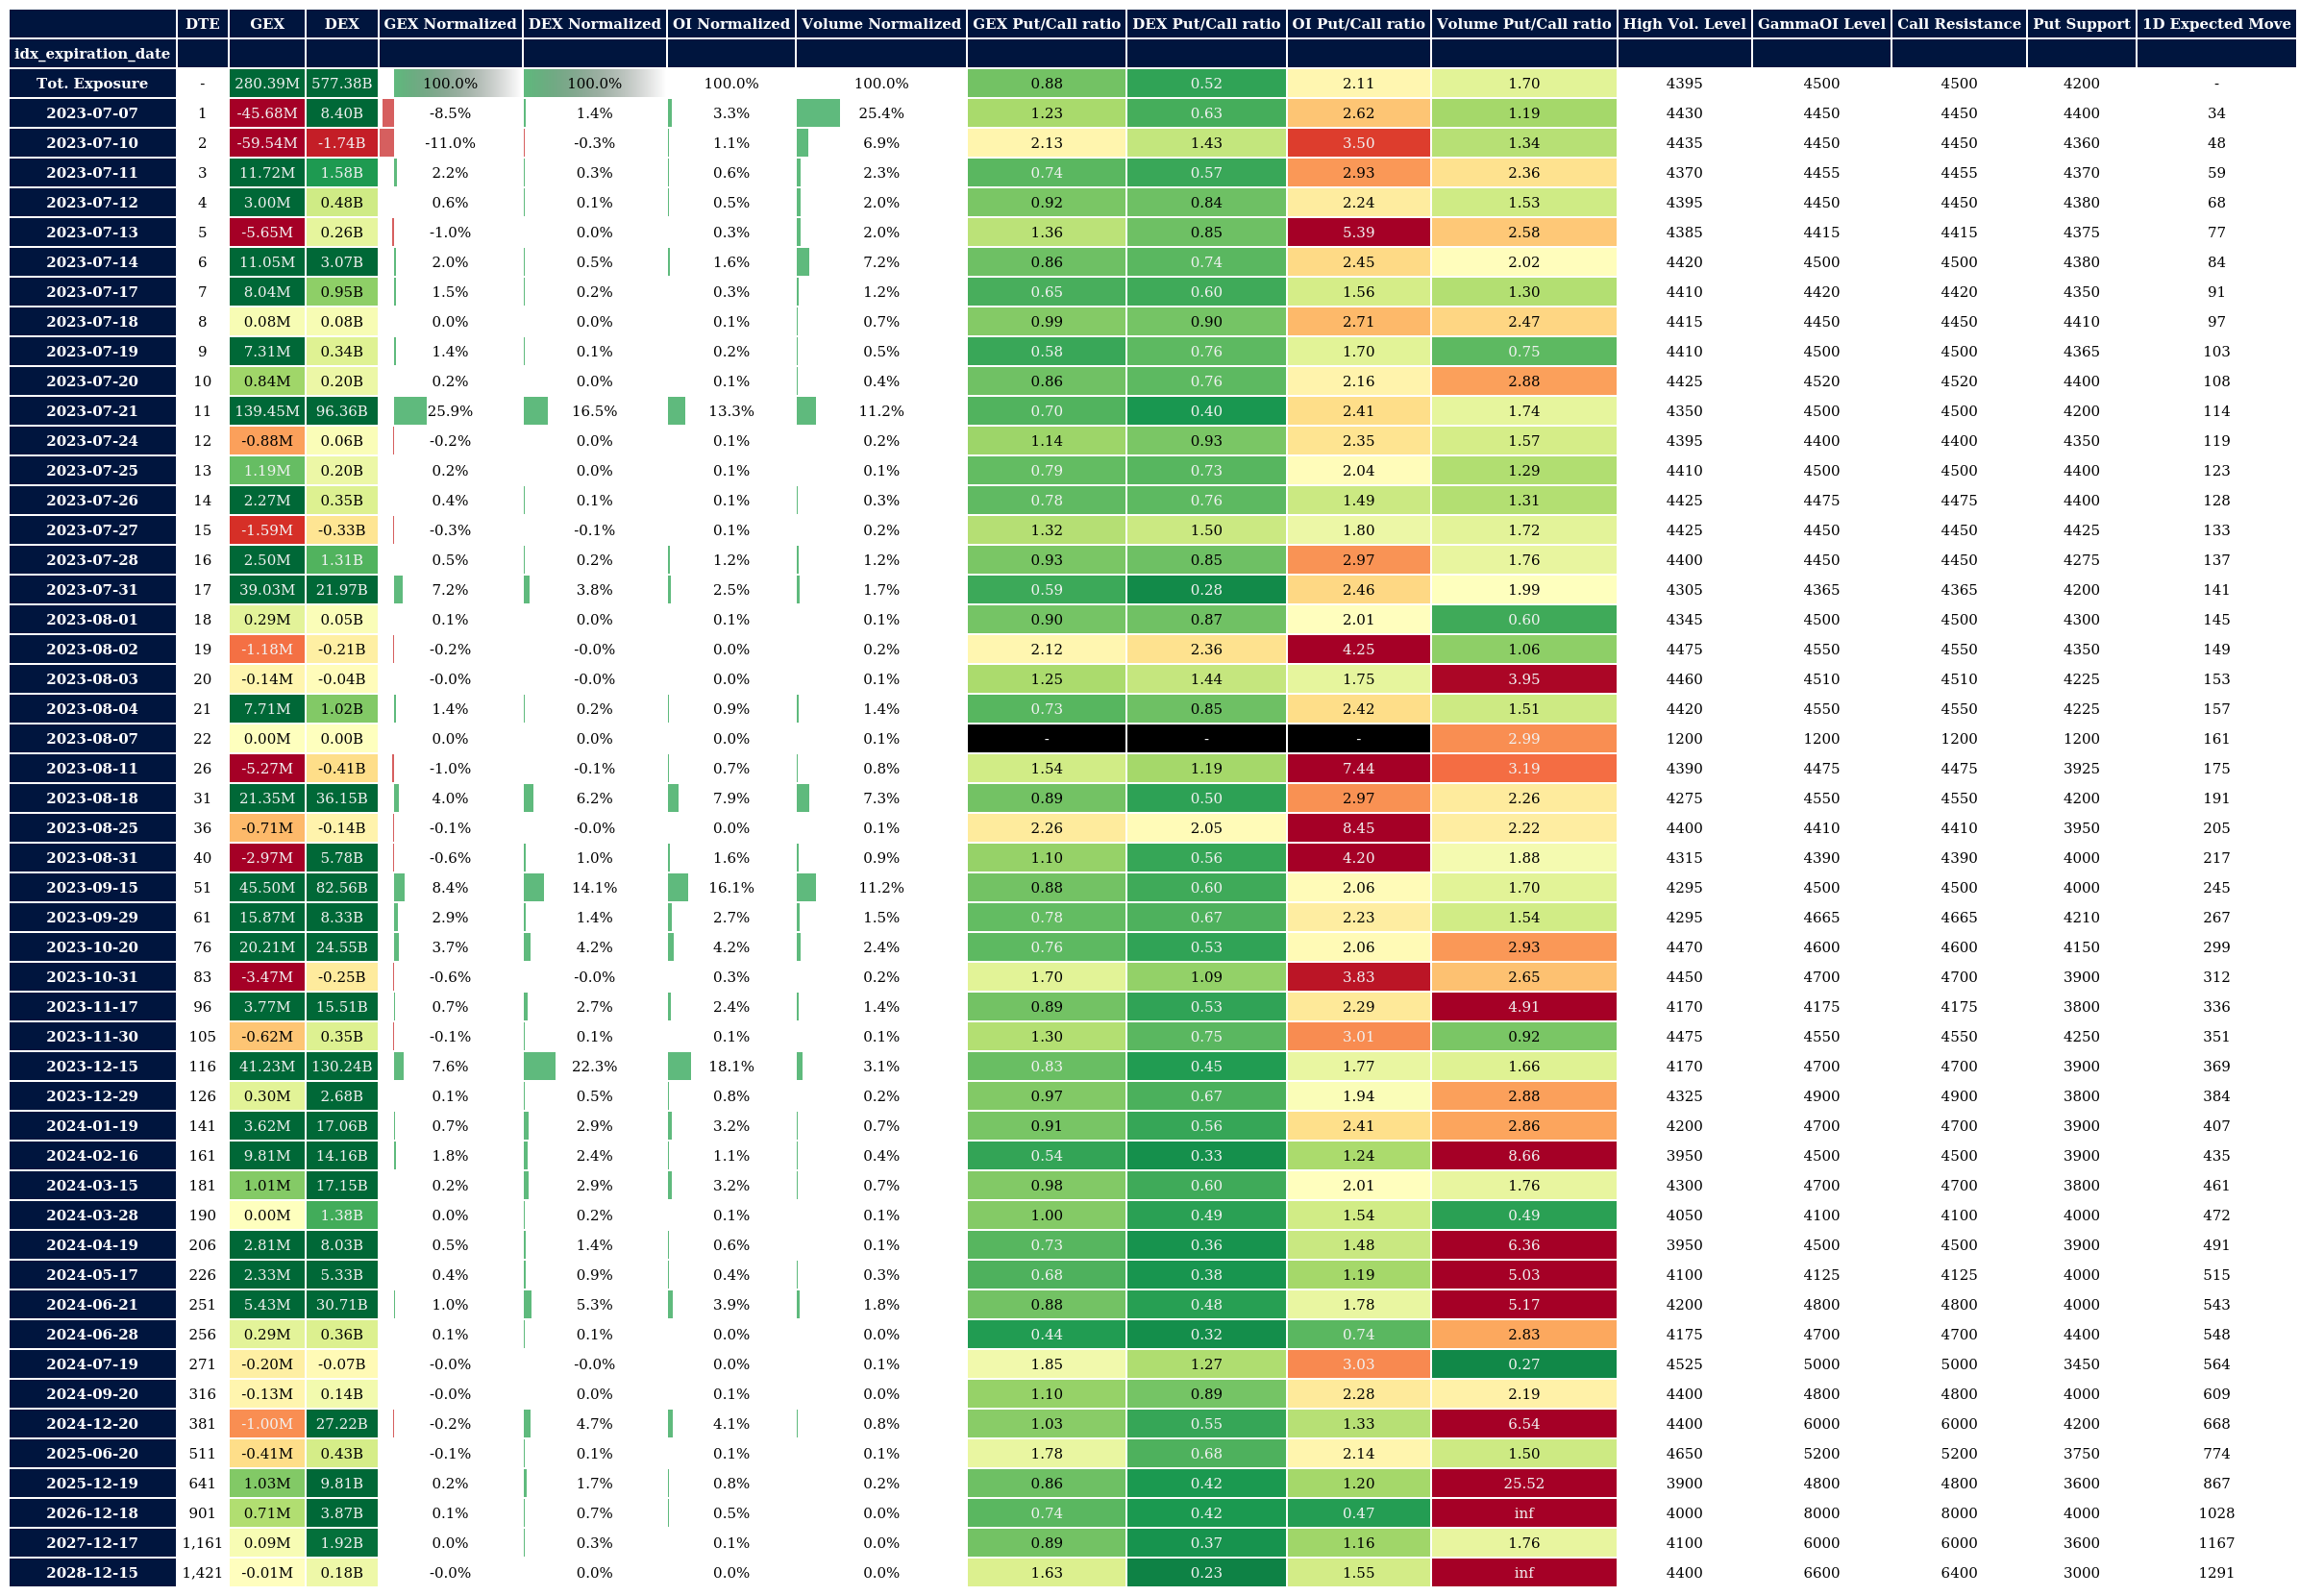 DTE GEX DEX GEX Normalized DEX Normalized OI Normalized Volume Normalized GEX Put/Call ratio DEX Put/Call ratio OI Put/Call ratio Volume Put/Call ratio High Vol. Level GammaOI Level Call Resistance Put Support 1D Expected Move
idx_expiration_date
Tot. Exposure - 280.39M 577.38B 100.0% 100.0% 100.0% 100.0% 0.88 0.52 2.11 1.70 4395 4500 4500 4200 -
2023-07-07 1 -45.68M 8.40B -8.5% 1.4% 3.3% 25.4% 1.23 0.63 2.62 1.19 4430 4450 4450 4400 34
2023-07-10 2 -59.54M -1.74B -11.0% -0.3% 1.1% 6.9% 2.13 1.43 3.50 1.34 4435 4450 4450 4360 48
2023-07-11 3 11.72M 1.58B 2.2% 0.3% 0.6% 2.3% 0.74 0.57 2.93 2.36 4370 4455 4455 4370 59
2023-07-12 4 3.00M 0.48B 0.6% 0.1% 0.5% 2.0% 0.92 0.84 2.24 1.53 4395 4450 4450 4380 68
2023-07-13 5 -5.65M 0.26B -1.0% 0.0% 0.3% 2.0% 1.36 0.85 5.39 2.58 4385 4415 4415 4375 77
2023-07-14 6 11.05M 3.07B 2.0% 0.5% 1.6% 7.2% 0.86 0.74 2.45 2.02 4420 4500 4500 4380 84
2023-07-17 7 8.04M 0.95B 1.5% 0.2% 0.3% 1.2% 0.65 0.60 1.56 1.30 4410 4420 4420 4350 91
2023-07-18 8 0.08M 0.08B 0.0% 0.0% 0.1% 0.7% 0.99 0.90 2.71 2.47 4415 4450 4450 4410 97
2023-07-19 9 7.31M 0.34B 1.4% 0.1% 0.2% 0.5% 0.58 0.76 1.70 0.75 4410 4500 4500 4365 103
2023-07-20 10 0.84M 0.20B 0.2% 0.0% 0.1% 0.4% 0.86 0.76 2.16 2.88 4425 4520 4520 4400 108
2023-07-21 11 139.45M 96.36B 25.9% 16.5% 13.3% 11.2% 0.70 0.40 2.41 1.74 4350 4500 4500 4200 114
2023-07-24 12 -0.88M 0.06B -0.2% 0.0% 0.1% 0.2% 1.14 0.93 2.35 1.57 4395 4400 4400 4350 119
2023-07-25 13 1.19M 0.20B 0.2% 0.0% 0.1% 0.1% 0.79 0.73 2.04 1.29 4410 4500 4500 4400 123
2023-07-26 14 2.27M 0.35B 0.4% 0.1% 0.1% 0.3% 0.78 0.76 1.49 1.31 4425 4475 4475 4400 128
2023-07-27 15 -1.59M -0.33B -0.3% -0.1% 0.1% 0.2% 1.32 1.50 1.80 1.72 4425 4450 4450 4425 133
2023-07-28 16 2.50M 1.31B 0.5% 0.2% 1.2% 1.2% 0.93 0.85 2.97 1.76 4400 4450 4450 4275 137
2023-07-31 17 39.03M 21.97B 7.2% 3.8% 2.5% 1.7% 0.59 0.28 2.46 1.99 4305 4365 4365 4200 141
2023-08-01 18 0.29M 0.05B 0.1% 0.0% 0.1% 0.1% 0.90 0.87 2.01 0.60 4345 4500 4500 4300 145
2023-08-02 19 -1.18M -0.21B -0.2% -0.0% 0.0% 0.2% 2.12 2.36 4.25 1.06 4475 4550 4550 4350 149
2023-08-03 20 -0.14M -0.04B -0.0% -0.0% 0.0% 0.1% 1.25 1.44 1.75 3.95 4460 4510 4510 4225 153
2023-08-04 21 7.71M 1.02B 1.4% 0.2% 0.9% 1.4% 0.73 0.85 2.42 1.51 4420 4550 4550 4225 157
2023-08-07 22 0.00M 0.00B 0.0% 0.0% 0.0% 0.1% - - - 2.99 1200 1200 1200 1200 161
2023-08-11 26 -5.27M -0.41B -1.0% -0.1% 0.7% 0.8% 1.54 1.19 7.44 3.19 4390 4475 4475 3925 175
2023-08-18 31 21.35M 36.15B 4.0% 6.2% 7.9% 7.3% 0.89 0.50 2.97 2.26 4275 4550 4550 4200 191
2023-08-25 36 -0.71M -0.14B -0.1% -0.0% 0.0% 0.1% 2.26 2.05 8.45 2.22 4400 4410 4410 3950 205
2023-08-31 40 -2.97M 5.78B -0.6% 1.0% 1.6% 0.9% 1.10 0.56 4.20 1.88 4315 4390 4390 4000 217
2023-09-15 51 45.50M 82.56B 8.4% 14.1% 16.1% 11.2% 0.88 0.60 2.06 1.70 4295 4500 4500 4000 245
2023-09-29 61 15.87M 8.33B 2.9% 1.4% 2.7% 1.5% 0.78 0.67 2.23 1.54 4295 4665 4665 4210 267
2023-10-20 76 20.21M 24.55B 3.7% 4.2% 4.2% 2.4% 0.76 0.53 2.06 2.93 4470 4600 4600 4150 299
2023-10-31 83 -3.47M -0.25B -0.6% -0.0% 0.3% 0.2% 1.70 1.09 3.83 2.65 4450 4700 4700 3900 312
2023-11-17 96 3.77M 15.51B 0.7% 2.7% 2.4% 1.4% 0.89 0.53 2.29 4.91 4170 4175 4175 3800 336
2023-11-30 105 -0.62M 0.35B -0.1% 0.1% 0.1% 0.1% 1.30 0.75 3.01 0.92 4475 4550 4550 4250 351
2023-12-15 116 41.23M 130.24B 7.6% 22.3% 18.1% 3.1% 0.83 0.45 1.77 1.66 4170 4700 4700 3900 369
2023-12-29 126 0.30M 2.68B 0.1% 0.5% 0.8% 0.2% 0.97 0.67 1.94 2.88 4325 4900 4900 3800 384
2024-01-19 141 3.62M 17.06B 0.7% 2.9% 3.2% 0.7% 0.91 0.56 2.41 2.86 4200 4700 4700 3900 407
2024-02-16 161 9.81M 14.16B 1.8% 2.4% 1.1% 0.4% 0.54 0.33 1.24 8.66 3950 4500 4500 3900 435
2024-03-15 181 1.01M 17.15B 0.2% 2.9% 3.2% 0.7% 0.98 0.60 2.01 1.76 4300 4700 4700 3800 461
2024-03-28 190 0.00M 1.38B 0.0% 0.2% 0.1% 0.1% 1.00 0.49 1.54 0.49 4050 4100 4100 4000 472
2024-04-19 206 2.81M 8.03B 0.5% 1.4% 0.6% 0.1% 0.73 0.36 1.48 6.36 3950 4500 4500 3900 491
2024-05-17 226 2.33M 5.33B 0.4% 0.9% 0.4% 0.3% 0.68 0.38 1.19 5.03 4100 4125 4125 4000 515
2024-06-21 251 5.43M 30.71B 1.0% 5.3% 3.9% 1.8% 0.88 0.48 1.78 5.17 4200 4800 4800 4000 543
2024-06-28 256 0.29M 0.36B 0.1% 0.1% 0.0% 0.0% 0.44 0.32 0.74 2.83 4175 4700 4700 4400 548
2024-07-19 271 -0.20M -0.07B -0.0% -0.0% 0.0% 0.1% 1.85 1.27 3.03 0.27 4525 5000 5000 3450 564
2024-09-20 316 -0.13M 0.14B -0.0% 0.0% 0.1% 0.0% 1.10 0.89 2.28 2.19 4400 4800 4800 4000 609
2024-12-20 381 -1.00M 27.22B -0.2% 4.7% 4.1% 0.8% 1.03 0.55 1.33 6.54 4400 6000 6000 4200 668
2025-06-20 511 -0.41M 0.43B -0.1% 0.1% 0.1% 0.1% 1.78 0.68 2.14 1.50 4650 5200 5200 3750 774
2025-12-19 641 1.03M 9.81B 0.2% 1.7% 0.8% 0.2% 0.86 0.42 1.20 25.52 3900 4800 4800 3600 867
2026-12-18 901 0.71M 3.87B 0.1% 0.7% 0.5% 0.0% 0.74 0.42 0.47 inf 4000 8000 8000 4000 1028
2027-12-17 1,161 0.09M 1.92B 0.0% 0.3% 0.1% 0.0% 0.89 0.37 1.16 1.76 4100 6000 6000 3600 1167
2028-12-15 1,421 -0.01M 0.18B -0.0% 0.0% 0.0% 0.0% 1.63 0.23 1.55 inf 4400 6600 6400 3000 1291